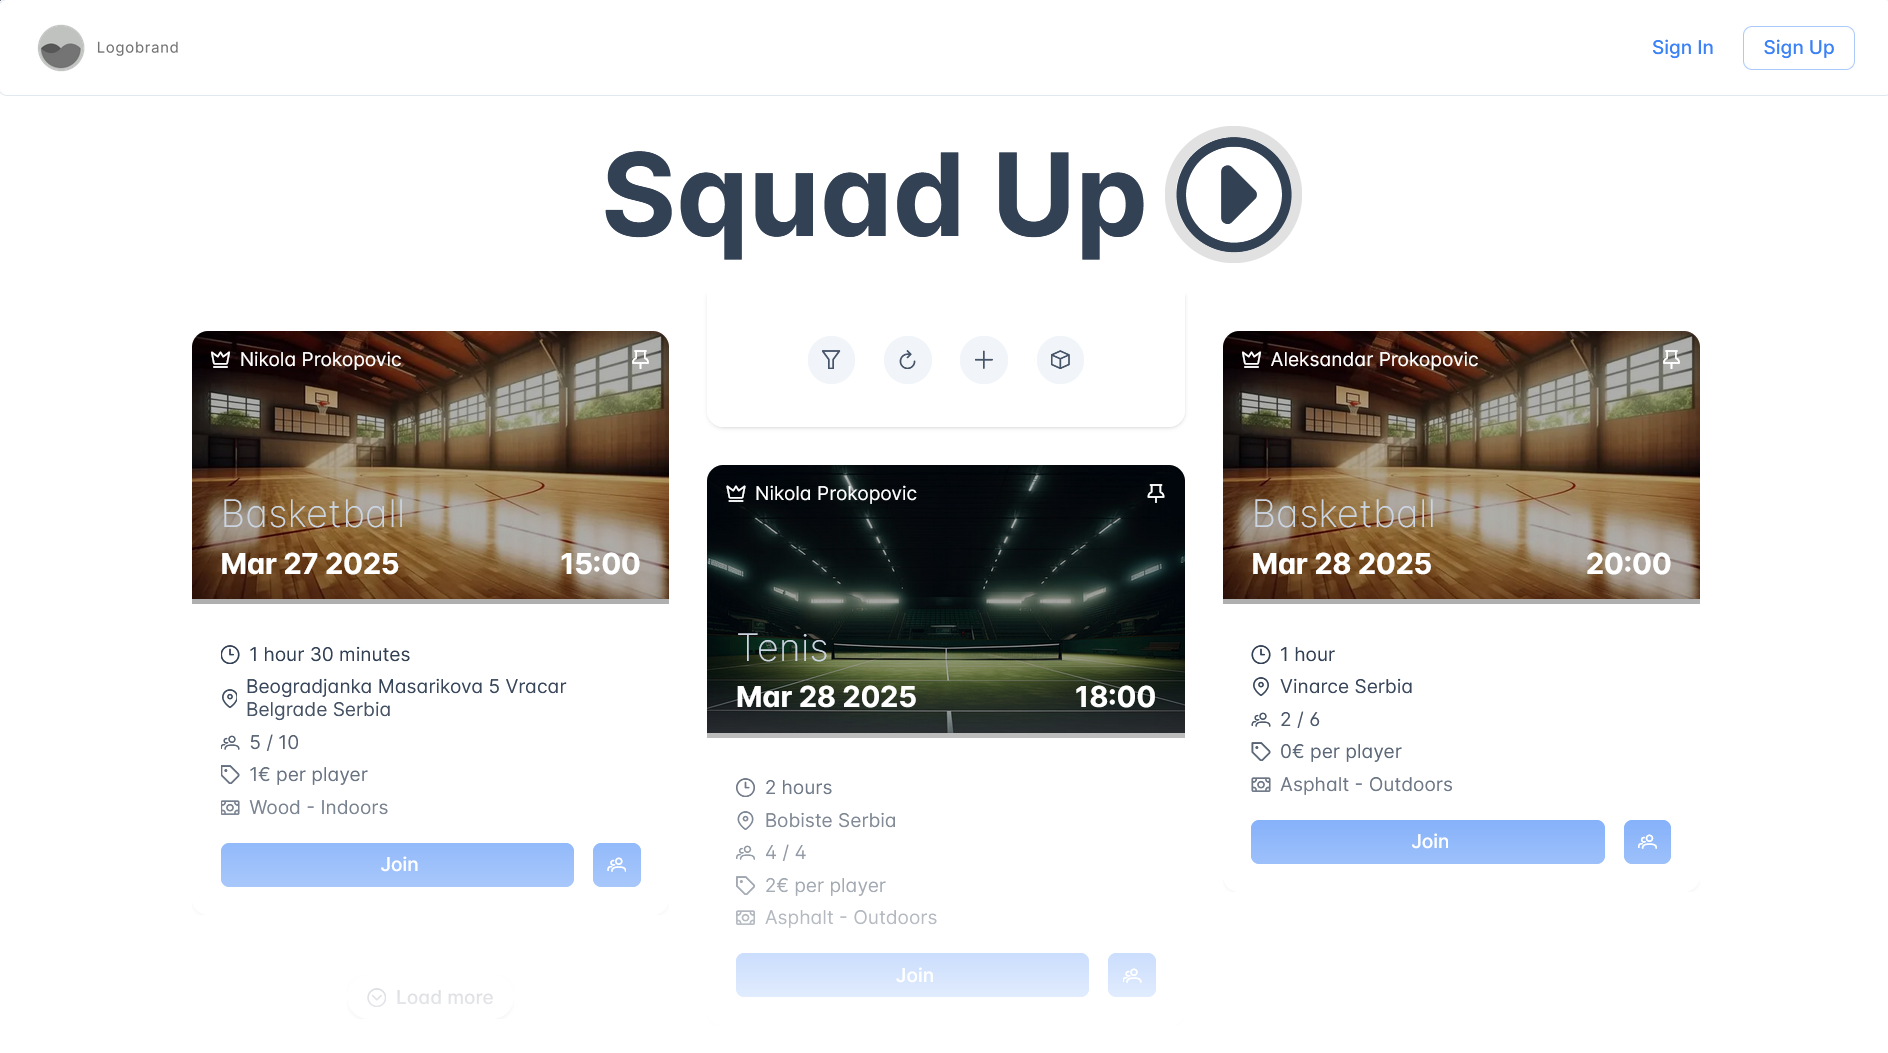 Logobrand
Sign In
Sign Up
Squad Up
Nikola Prokopovic
Basketball
Mar 27 2025
15:00
1 hour 30 minutes
Beogradjanka Masarikova 5 Vracar
Belgrade Serbia
5 / 10
1€ per player
Wood - Indoors
Join
Load more
Nikola Prokopovic
Tenis
Mar 28 2025
18:00
2 hours
Bobiste Serbia
4 / 4
2€ per player
Asphalt - Outdoors
Join
Aleksandar Prokopovic
Basketball
Mar 28 2025
20:00
1 hour
Vinarce Serbia
2 / 6
0€ per player
Asphalt - Outdoors
Join